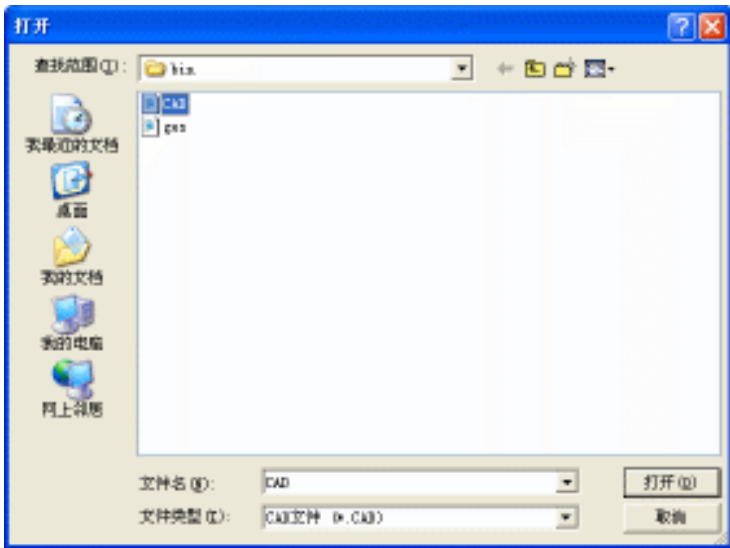 打开
查找范围(I):
bin
我最近的文档
桌面
我的文档
我的电脑
网上邻居
CAD
文件名(N):
CAD
打开(O)
文件类型(T):
CAD文件 (*.CAD)
取消